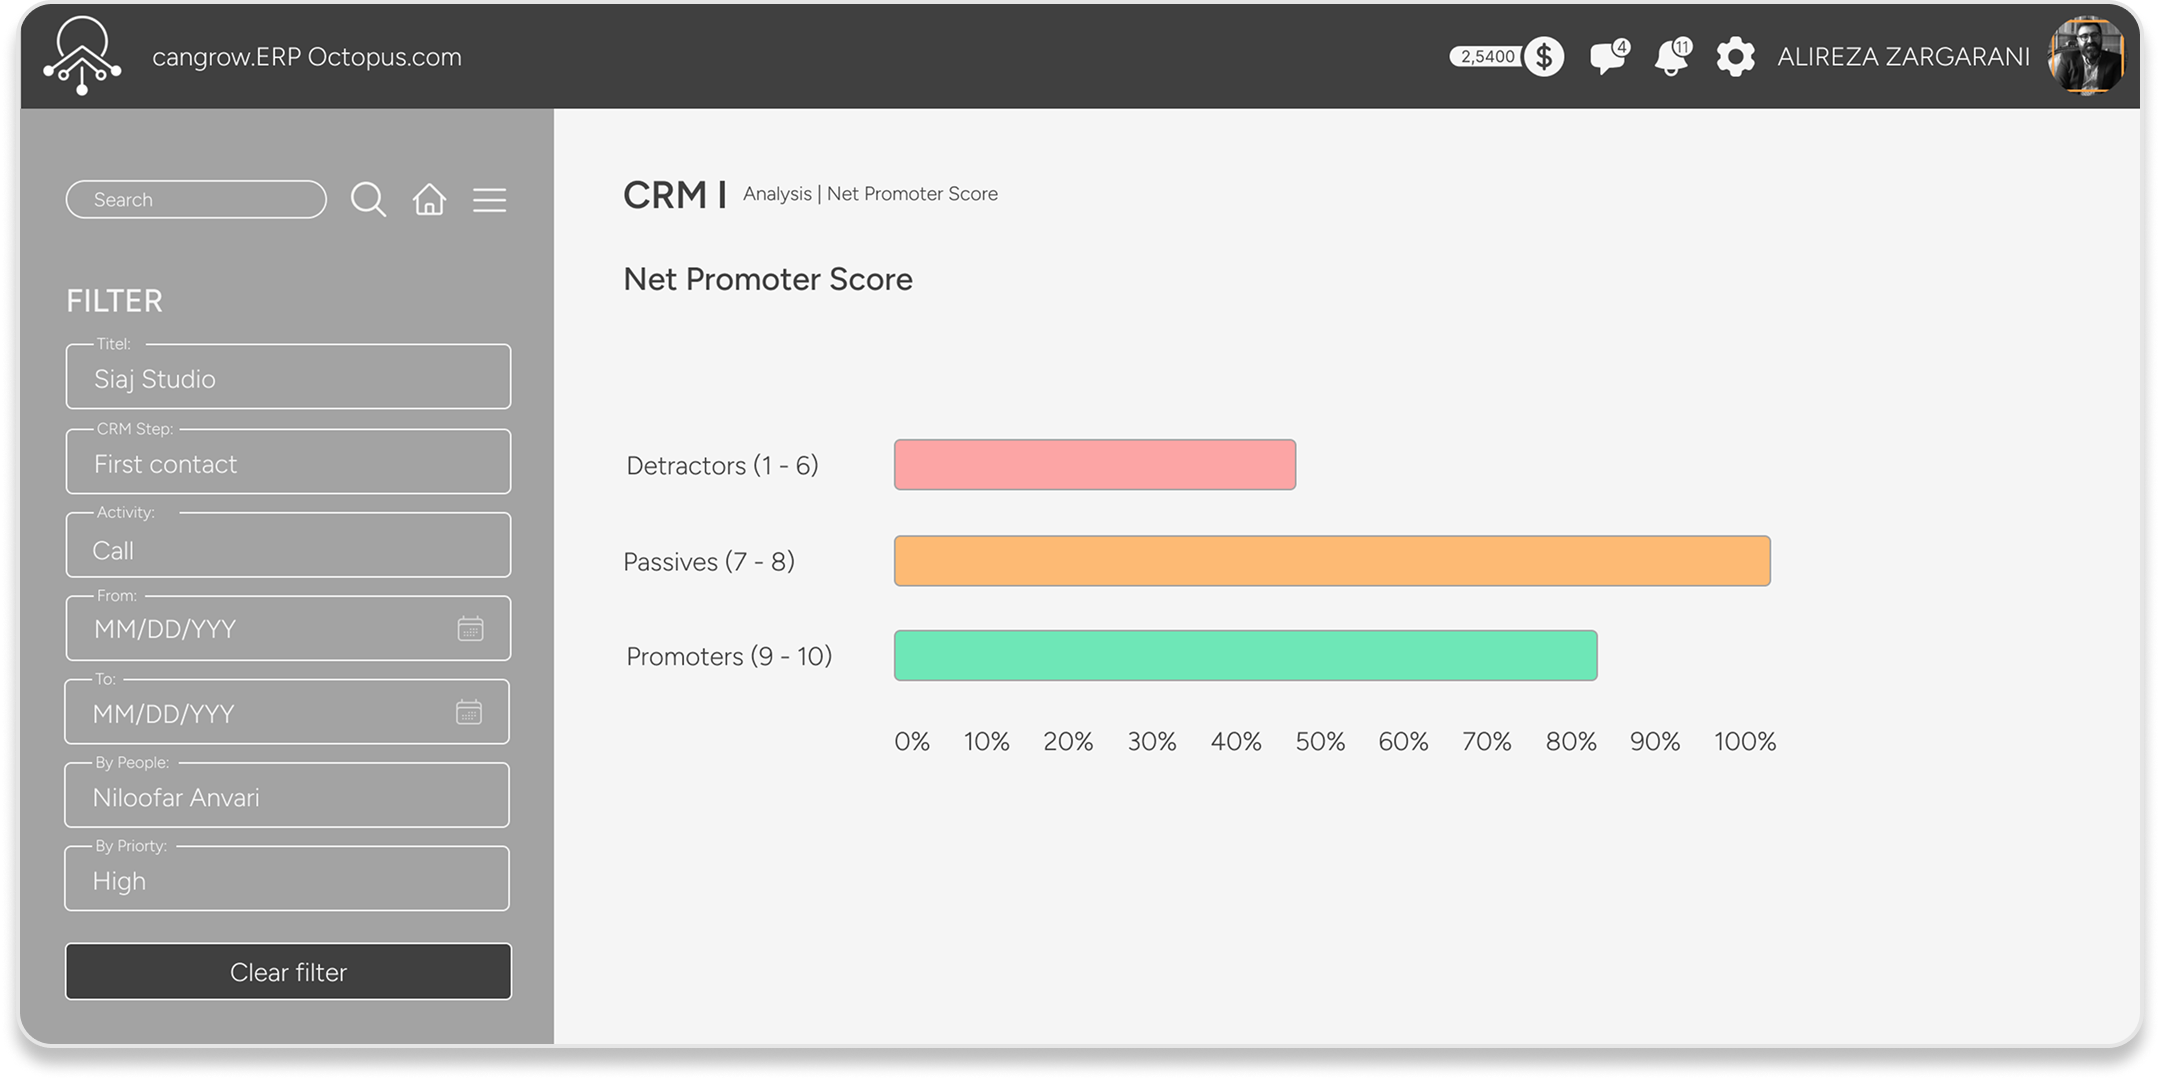 cangrow.ERP Octopus.com
2,5400
$
4
11
ALIREZA ZARGARANI
Search
FILTER
Titel:
Siaj Studio
CRM Step:
First contact
Activity:
Call
From:
MM/DD/YYY
To:
MM/DD/YYY
By People:
Niloofar Anvari
By Priorty:
High
Clear filter
CRM | Analysis | Net Promoter Score
Net Promoter Score
Detractors (1 - 6)
Passives (7 - 8)
Promoters (9 - 10)
0% 10% 20% 30% 40% 50% 60% 70% 80% 90% 100%